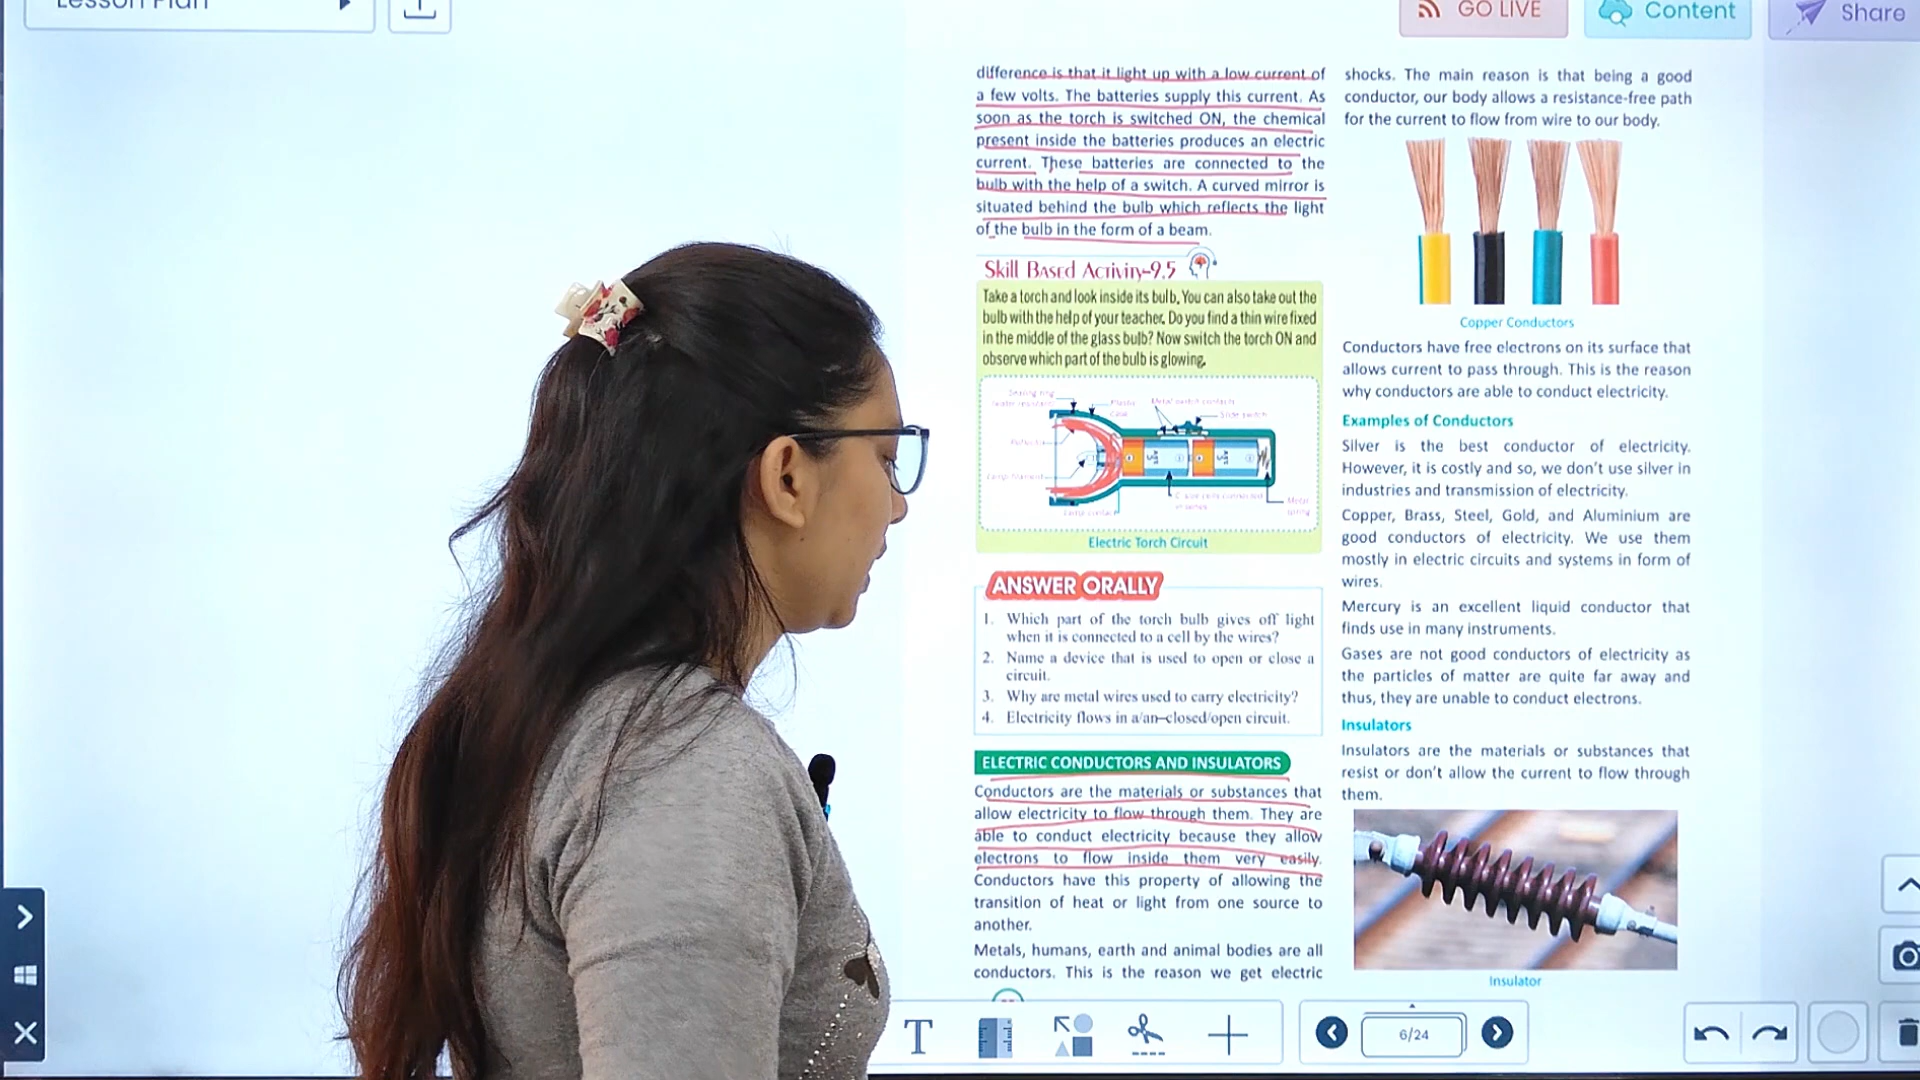 Lesson Plan
GO LIVE
Content
Share
difference is that it light up with a low current of
a few volts. The batteries supply this current. As
soon as the torch is switched ON, the chemical
present inside the batteries produces an electric
current. These batteries are connected to the
bulb with the help of a switch. A curved mirror is
situated behind the bulb which reflects the light
of the bulb in the form of a beam.
Skill Based Activity-9.5
Take a torch and look inside its bulb. You can also take out the
bulb with the help of your teacher. Do you find a thin wire fixed
in the middle of the glass bulb? Now switch the torch ON and
observe which part of the bulb is glowing.
Metal switch contacts
Slide switch
Plastic
case
Electric Torch Circuit
ANSWER ORALLY
1. Which part of the torch bulb gives off light
when it is connected to a cell by the wires?
2. Name a device that is used to open or close a
circuit.
3. Why are metal wires used to carry electricity?
4. Electricity flows in a/an–closed/open circuit.
ELECTRIC CONDUCTORS AND INSULATORS
Conductors are the materials or substances that
allow electricity to flow through them. They are
able to conduct electricity because they allow
electrons to flow inside them very easily.
Conductors have this property of allowing the
transition of heat or light from one source to
another.
Metals, humans, earth and animal bodies are all
conductors. This is the reason we get electric
shocks. The main reason is that being a good
conductor, our body allows a resistance-free path
for the current to flow from wire to our body.
Copper Conductors
Conductors have free electrons on its surface that
allows current to pass through. This is the reason
why conductors are able to conduct electricity.
Examples of Conductors
Silver is the best conductor of electricity.
However, it is costly and so, we don't use silver in
industries and transmission of electricity.
Copper, Brass, Steel, Gold, and Aluminium are
good conductors of electricity. We use them
mostly in electric circuits and systems in form of
wires.
Mercury is an excellent liquid conductor that
finds use in many instruments.
Gases are not good conductors of electricity as
the particles of matter are quite far away and
thus, they are unable to conduct electrons.
Insulators
Insulators are the materials or substances that
resist or don't allow the current to flow through
them.
Insulator
T
6/24